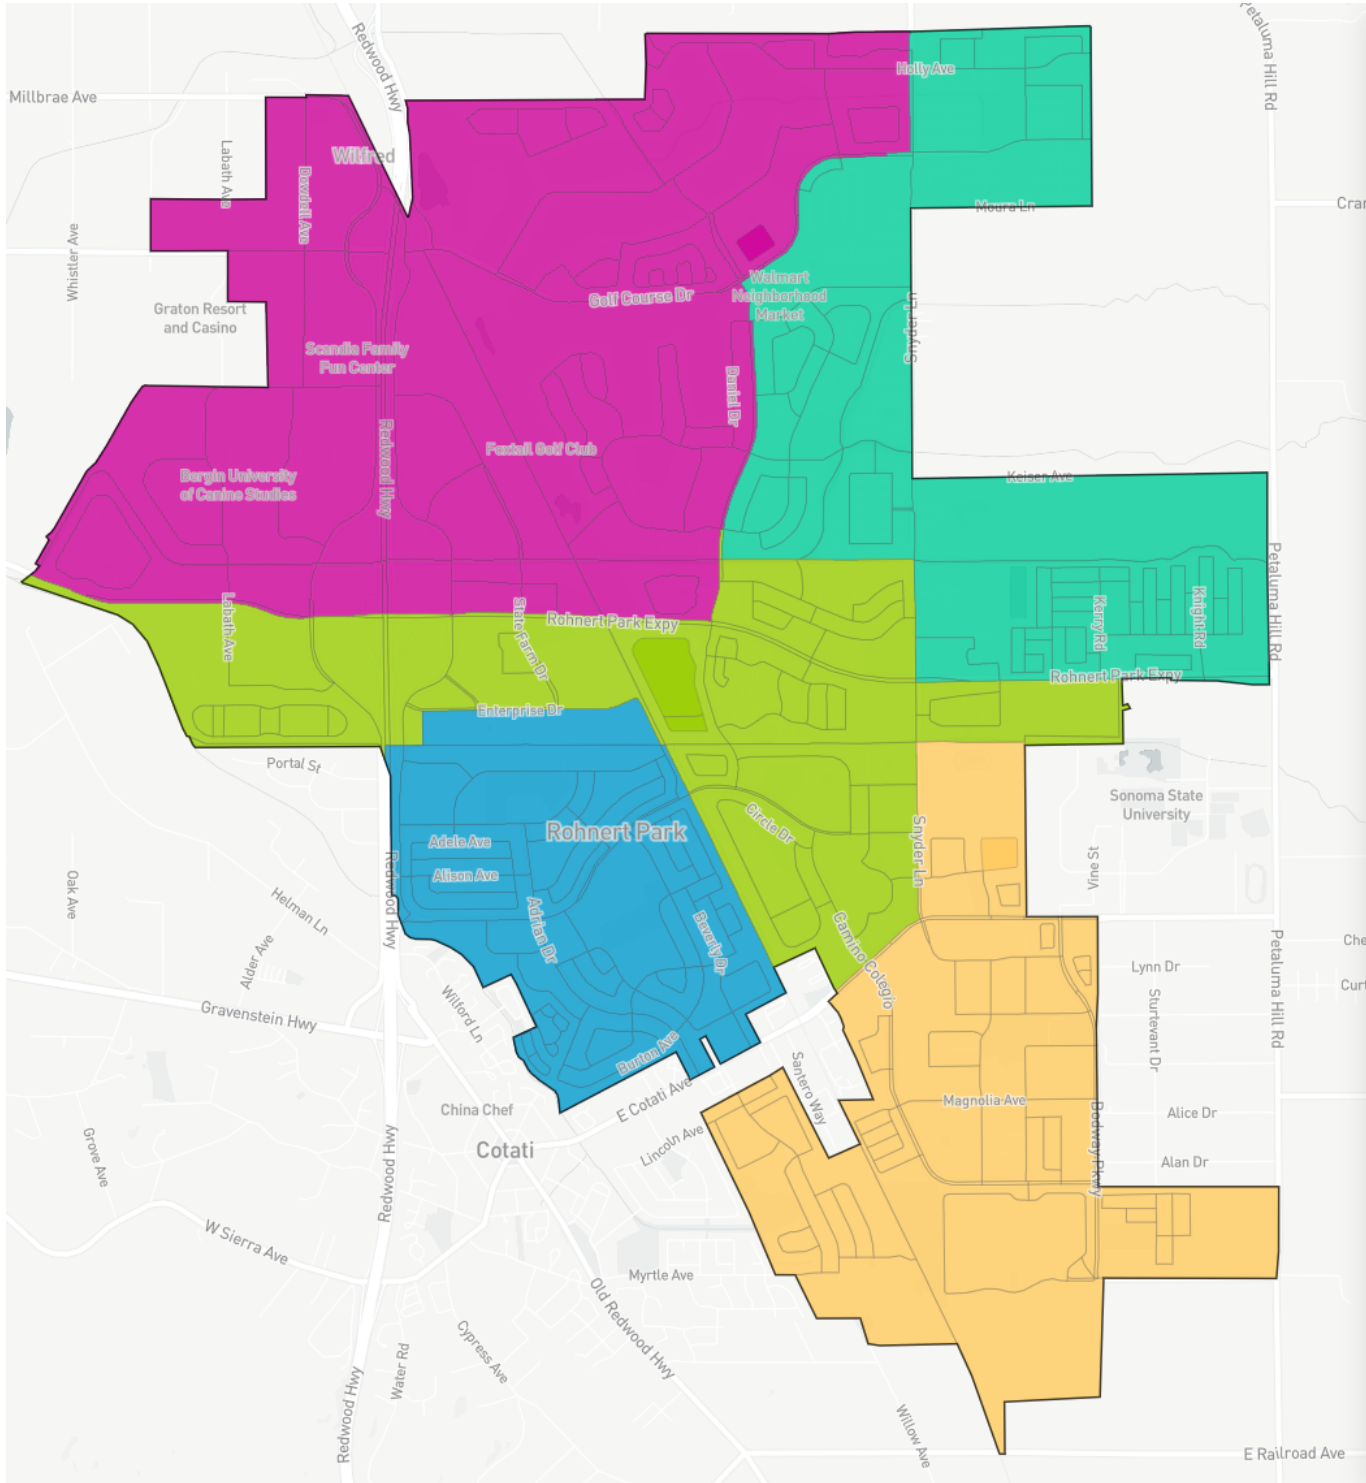 Petaluma Hill Rd
Redwood Hwy
Holly Ave
Millbrae Ave
Wilfred
Labath Ave
Dowdell Ave
Moura Ln
Whistler Ave
Walmart
Neighborhood
Market
Golf Course Dr
Graton Resort
and Casino
Snyder Ln
Scandia Family
Fun Center
Daniel Dr
Redwood Hwy
Foxtail Golf Club
Bergin University
of Canine Studies
Keiser Ave
Petaluma Hill Rd
Labath Ave
State Farm Dr
Rohnert Park Expy
Kerry Rd
Knight Rd
Rohnert Park Expy
Enterprise Dr
Portal St
Sonoma State
University
Circle Dr
Rohnert Park
Adele Ave
Snyder Ln
Vine St
Alison Ave
Redwood Hwy
Oak Ave
Helman Ln
Adrian Dr
Beverly Dr
Camino Colegio
Alder Ave
Petaluma Hill Rd
Lynn Dr
Gravenstein Hwy
Wilford Ln
Sturtevant Dr
Burton Ave
Santero Way
E Cotati Ave
Magnolia Ave
China Chef
Alice Dr
Cotati
Lincoln Ave
Bodway Pkwy
Grove Ave
Redwood Hwy
Alan Dr
W Sierra Ave
Myrtle Ave
Old Redwood Hwy
Cypress Ave
Water Rd
Redwood Hwy
Willow Ave
E Railroad Ave